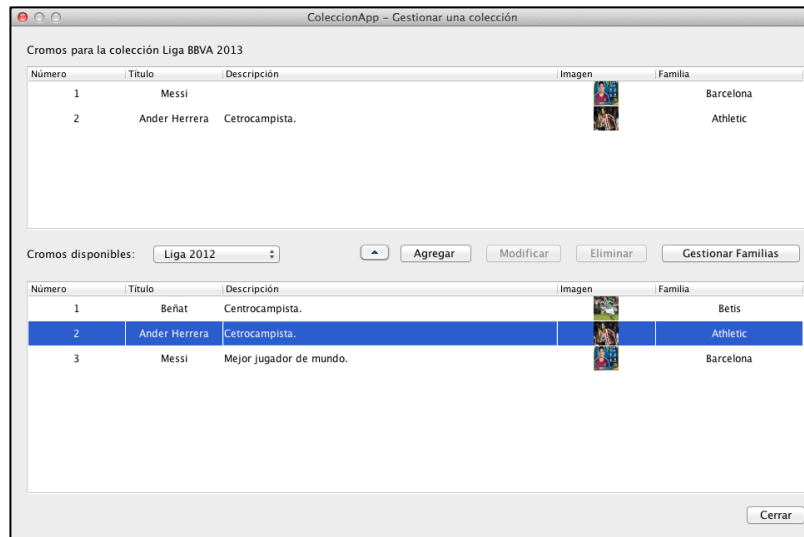 ColeccionApp – Gestionar una colección
Cromos para la colección Liga BBVA 2013
Número Título Descripción Imagen Familia
1 Messi Barcelona
2 Ander Herrera Cetrocampista. Athletic
Cromos disponibles: Liga 2012 Agregar Modificar Eliminar Gestionar Familias
Número Título Descripción Imagen Familia
1 Beñat Centrocampista. Betis
2 Ander Herrera Cetrocampista. Athletic
3 Messi Mejor jugador de mundo. Barcelona
Cerrar